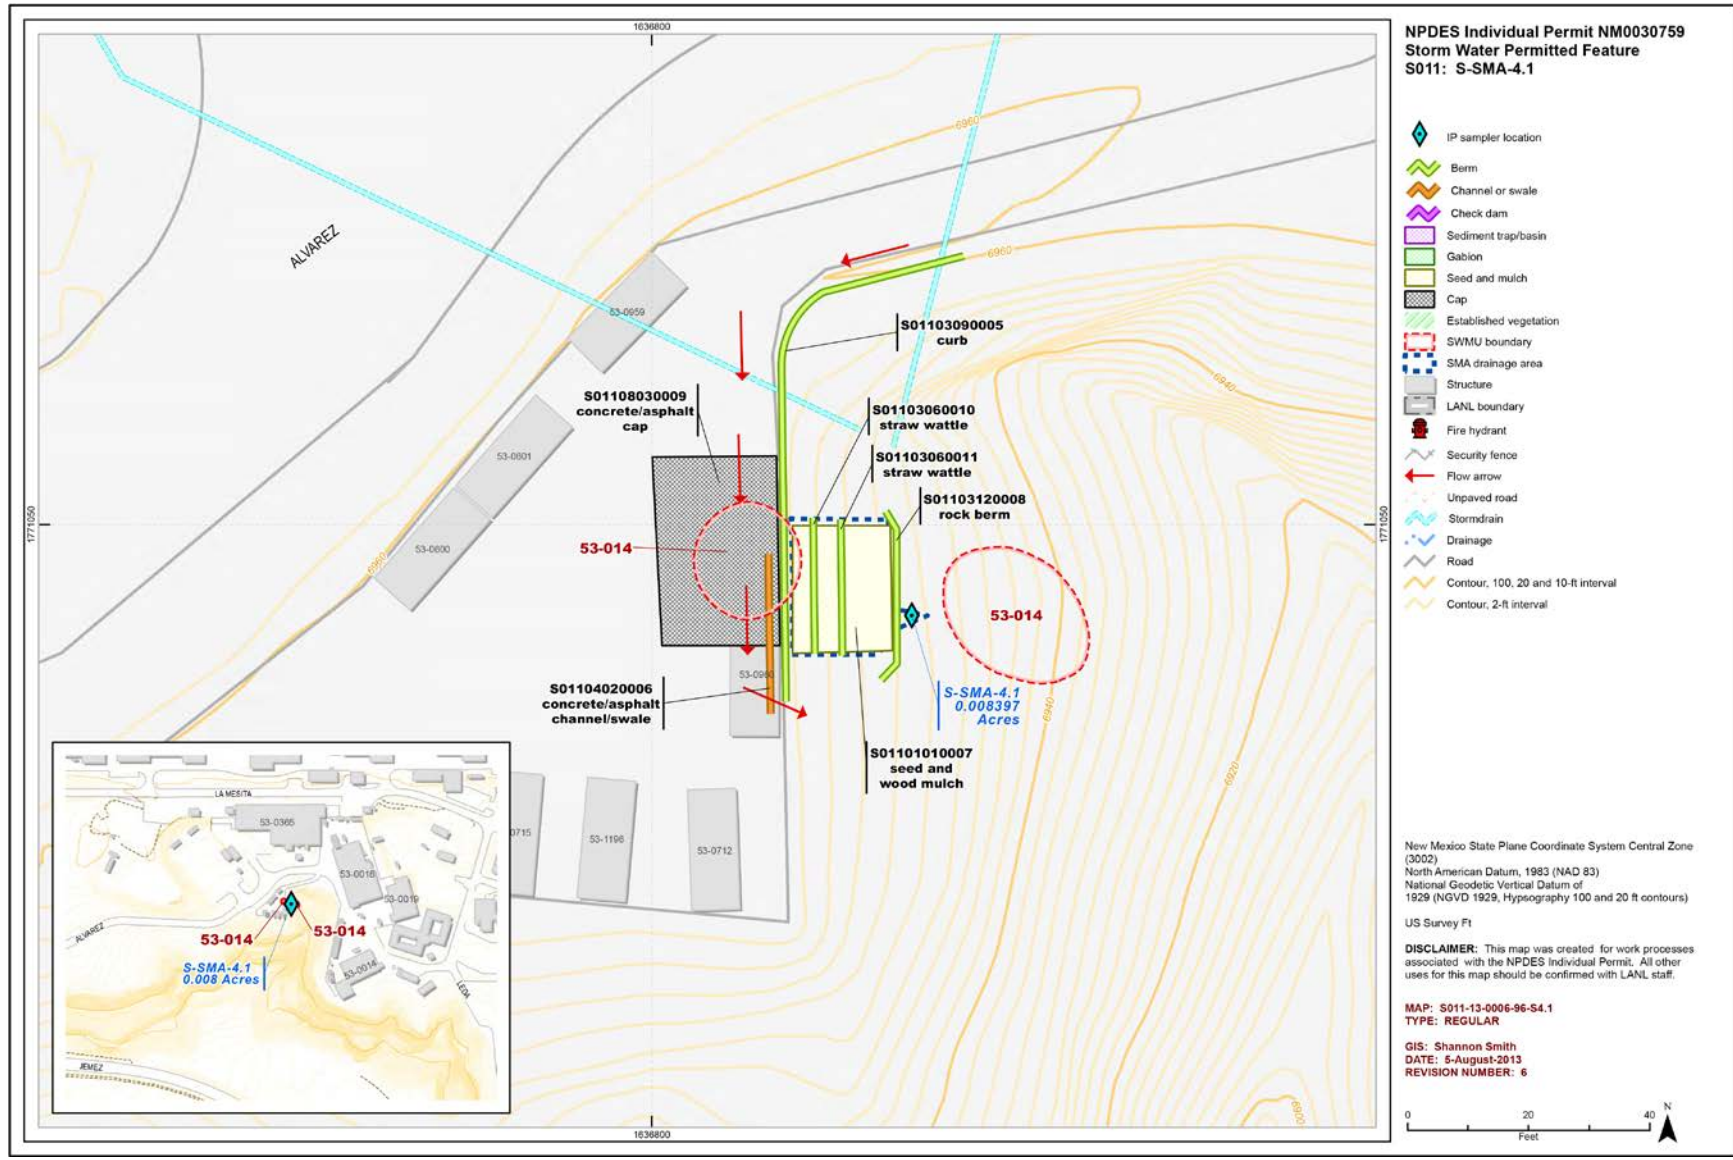 1636800
NPDES Individual Permit NM0030759
Storm Water Permitted Feature
S011: S-SMA-4.1
IP sampler location
Berm
Channel or swale
Check dam
Sediment trap/basin
Gabion
Seed and mulch
Cap
Established vegetation
SWMU boundary
SMA drainage area
Structure
LANL boundary
Fire hydrant
Security fence
Flow arrow
Unpaved road
Stormdrain
Drainage
Road
Contour, 100, 20 and 10-ft interval
Contour, 2-ft interval
6960
ALVAREZ
6960
53-0959
S01103090005
curb
6940
S01108030009
concrete/asphalt
cap
S01103060010
straw wattle
53-0601
S01103060011
straw wattle
S01103120008
rock berm
1771050
1771050
53-014
53-0600
6960
53-014
53-0960
S01104020006
concrete/asphalt
channel/swale
S-SMA-4.1
0.008397
Acres
6940
S01101010007
seed and
wood mulch
6920
0715
53-1196
53-0712
6900
LA MESITA
53-0365
53-0018
53-0019
ALVAREZ
53-014
53-014
S-SMA-4.1
0.008 Acres
53-0014
LEDA
JEMEZ
1636800
New Mexico State Plane Coordinate System Central Zone
(3002)
North American Datum, 1983 (NAD 83)
National Geodetic Vertical Datum of
1929 (NGVD 1929, Hypsography 100 and 20 ft contours)
US Survey Ft
DISCLAIMER: This map was created for work processes
associated with the NPDES Individual Permit. All other
uses for this map should be confirmed with LANL staff.
MAP: S011-13-0006-96-S4.1
TYPE: REGULAR
GIS: Shannon Smith
DATE: 5-August-2013
REVISION NUMBER: 6
0 20 40
Feet
N